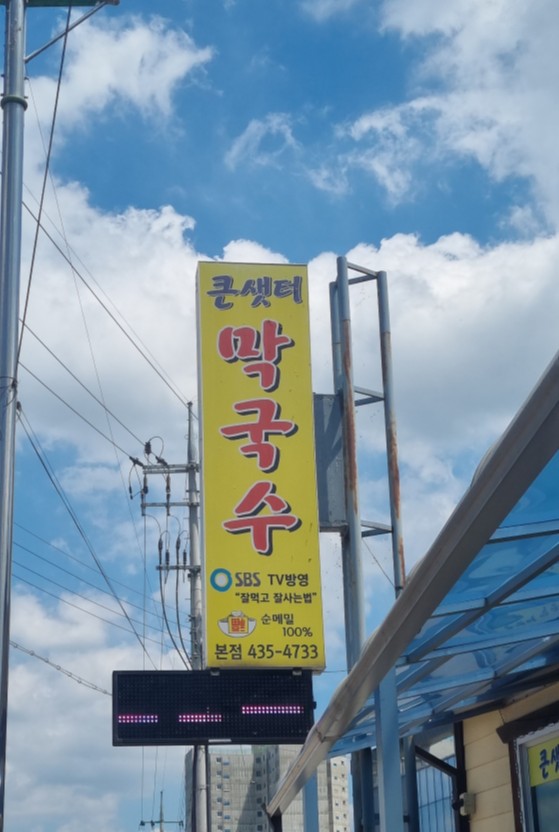 큰샘터
막국수
SBS TV방영
"잘먹고 잘사는법"
순메밀
100%
본점 435-4733